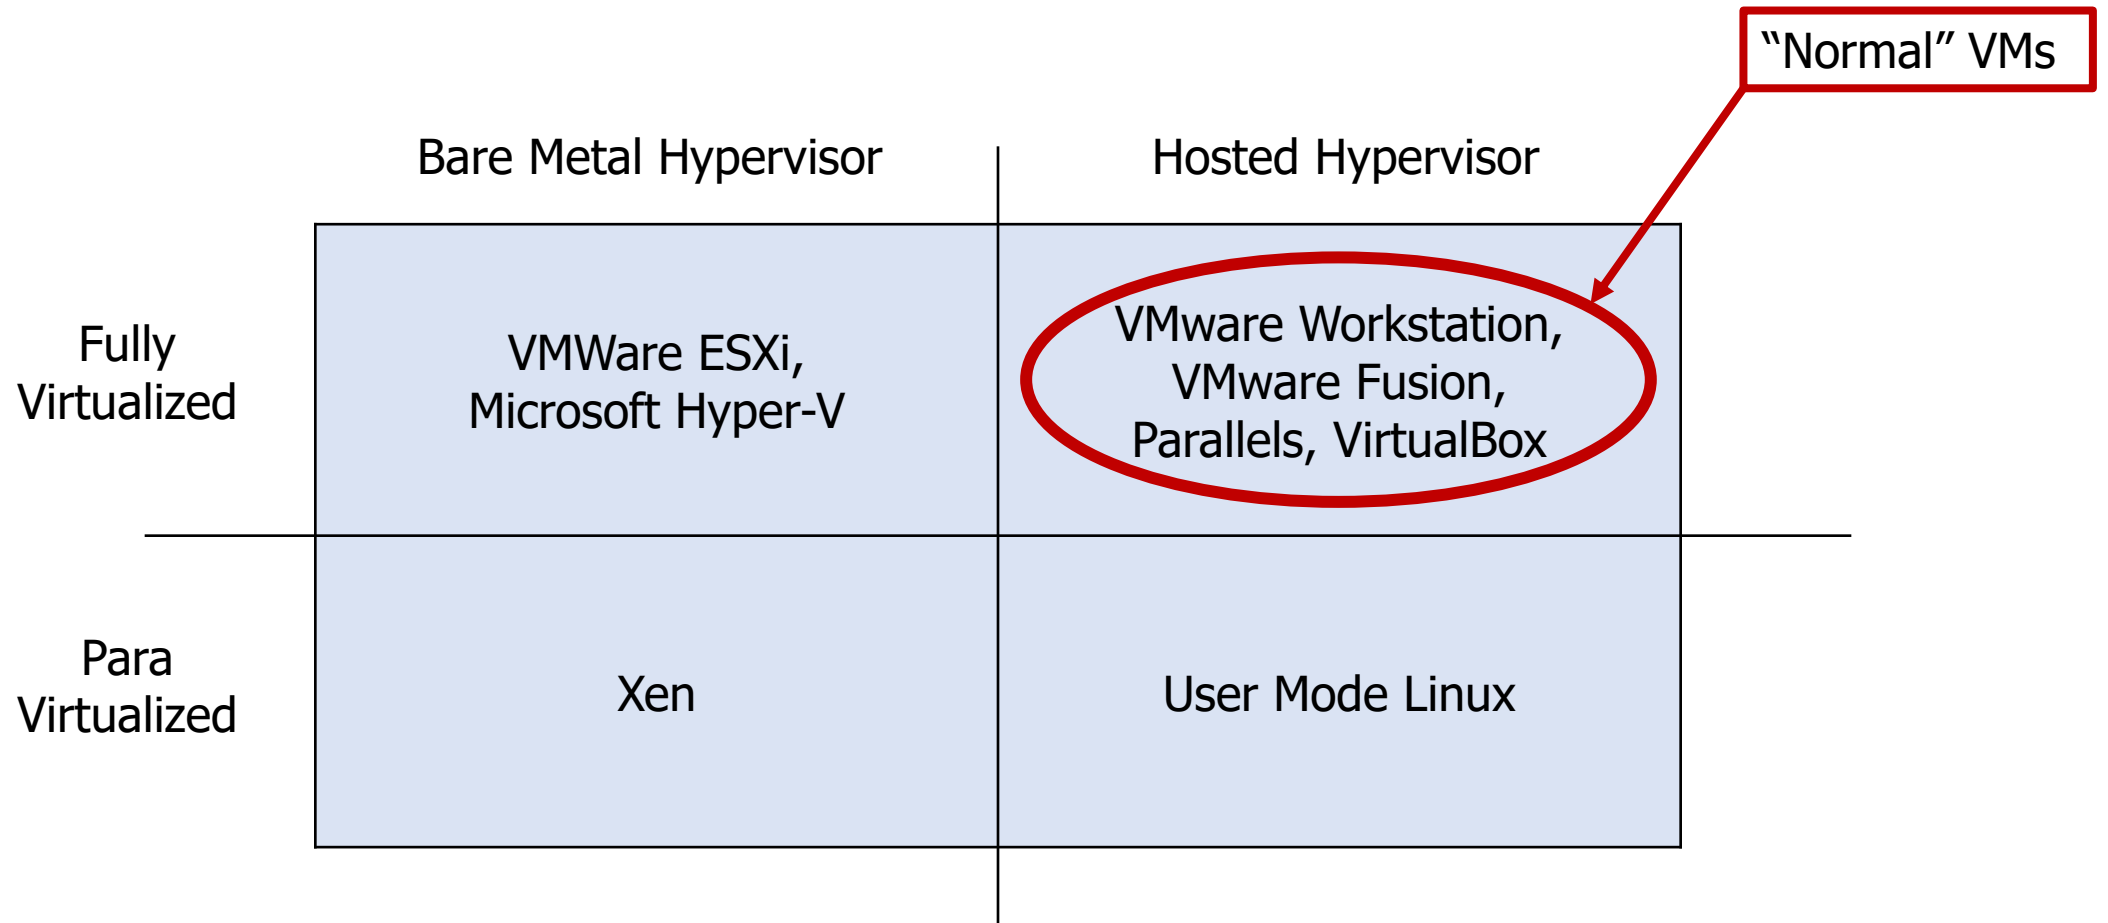 “Normal” VMs
Bare Metal Hypervisor
Hosted Hypervisor
Fully
Virtualized
VMWare ESXi,
Microsoft Hyper-V
VMware Workstation,
VMware Fusion,
Parallels, VirtualBox
Para
Virtualized
Xen
User Mode Linux